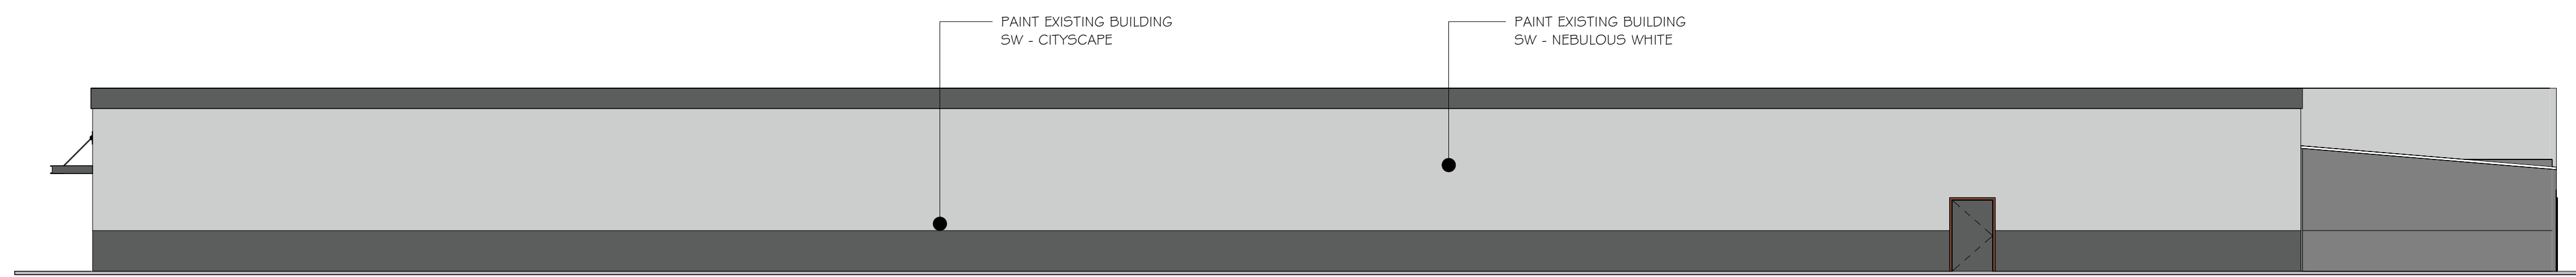 PAINT EXISTING BUILDING
SW - CITYSCAPE
PAINT EXISTING BUILDING
SW - NEBULOUS WHITE